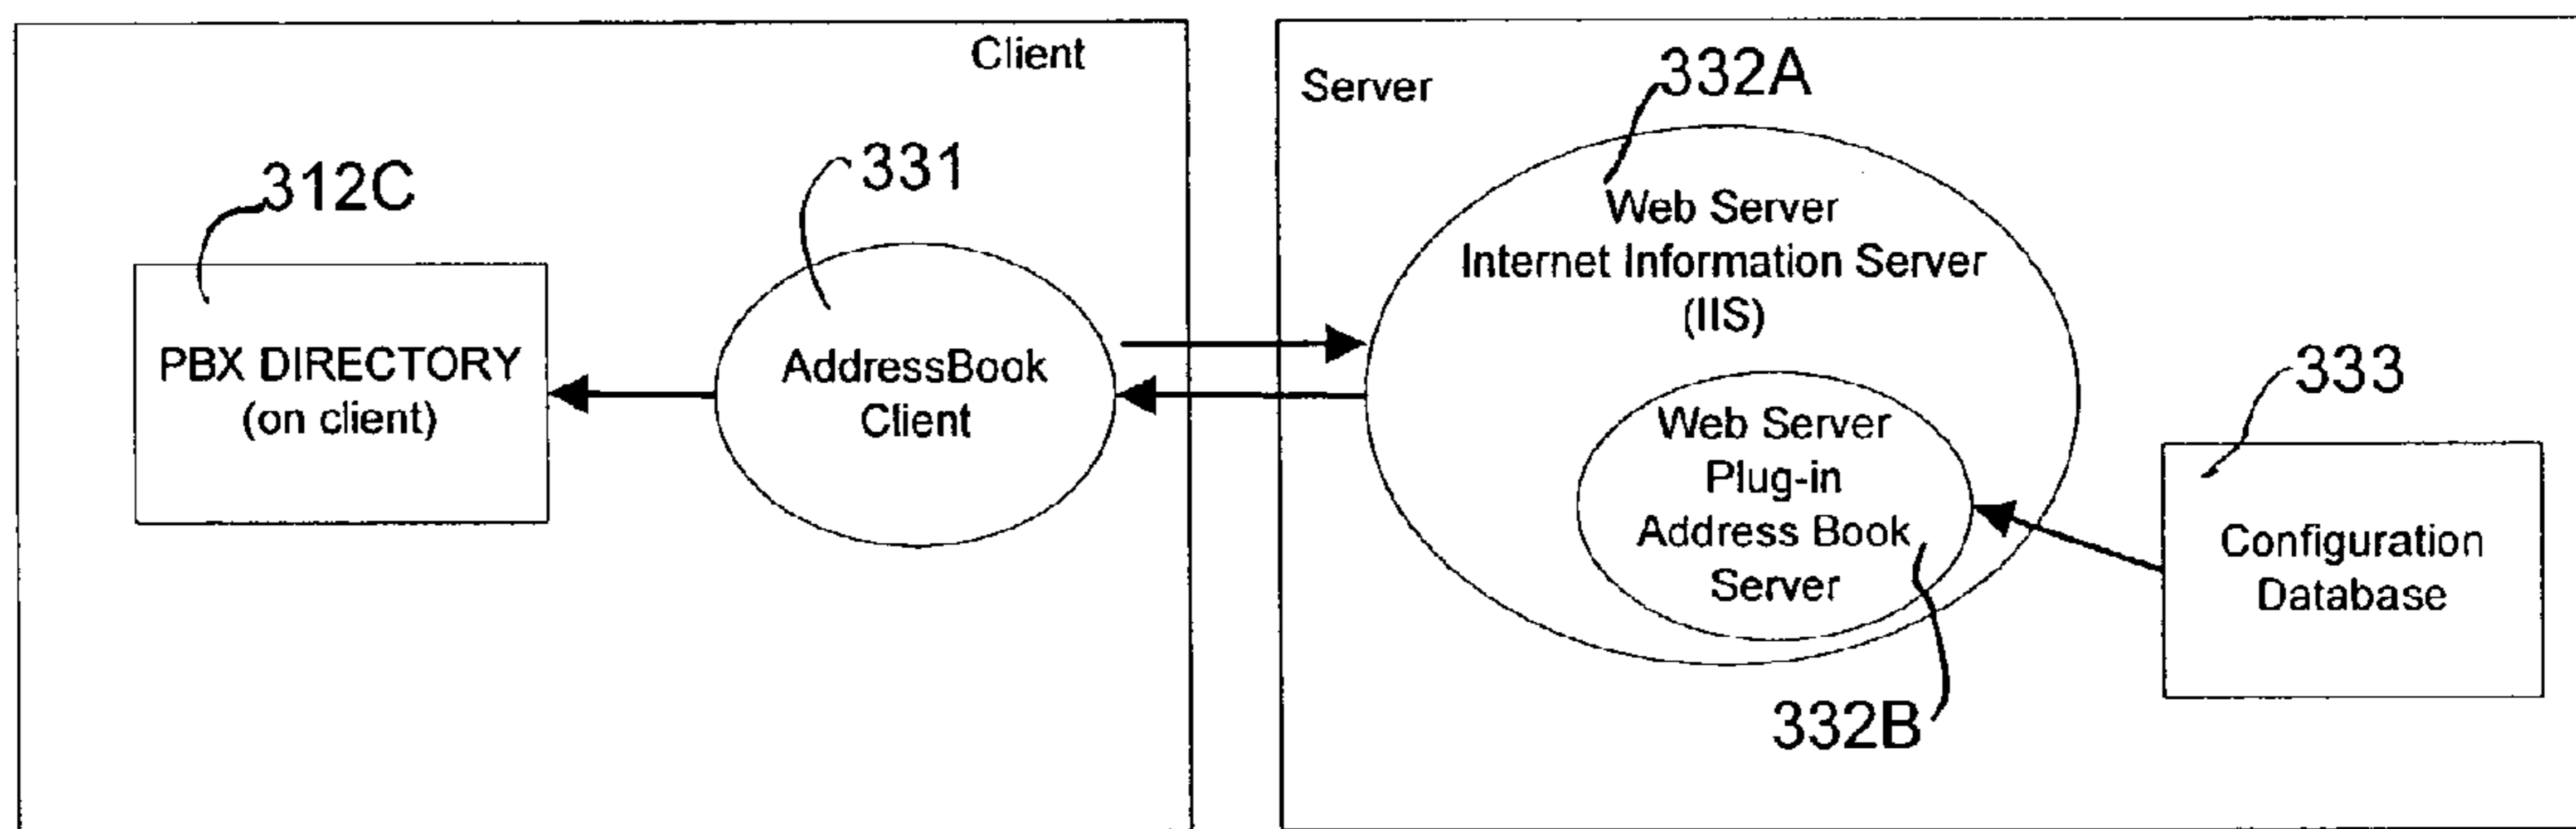 Client
312C
331
PBX DIRECTORY
(on client)
AddressBook
Client
Server
332A
Web Server
Internet Information Server
(IIS)
Web Server
Plug-in
Address Book
Server
332B
333
Configuration
Database